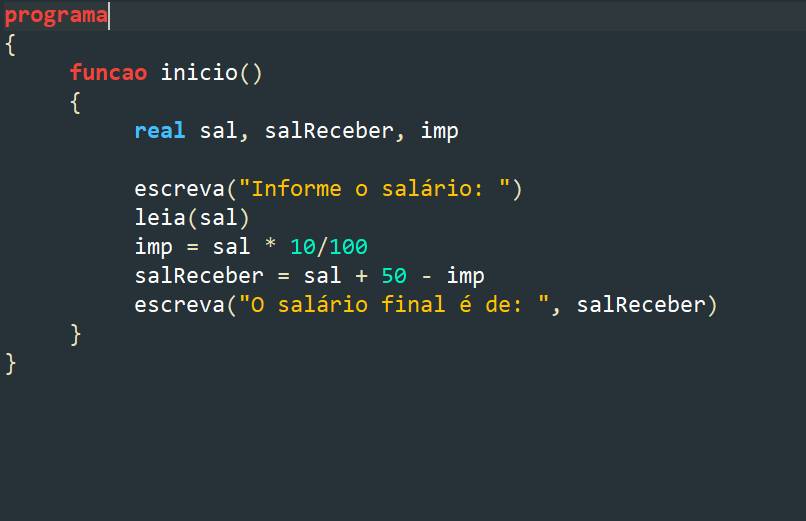 programa
{
funcao inicio()
{
real sal, salReceber, imp
escreva("Informe o salário: ")
leia(sal)
imp = sal * 10/100
salReceber = sal + 50 - imp
escreva("O salário final é de: ", salReceber)
}
}